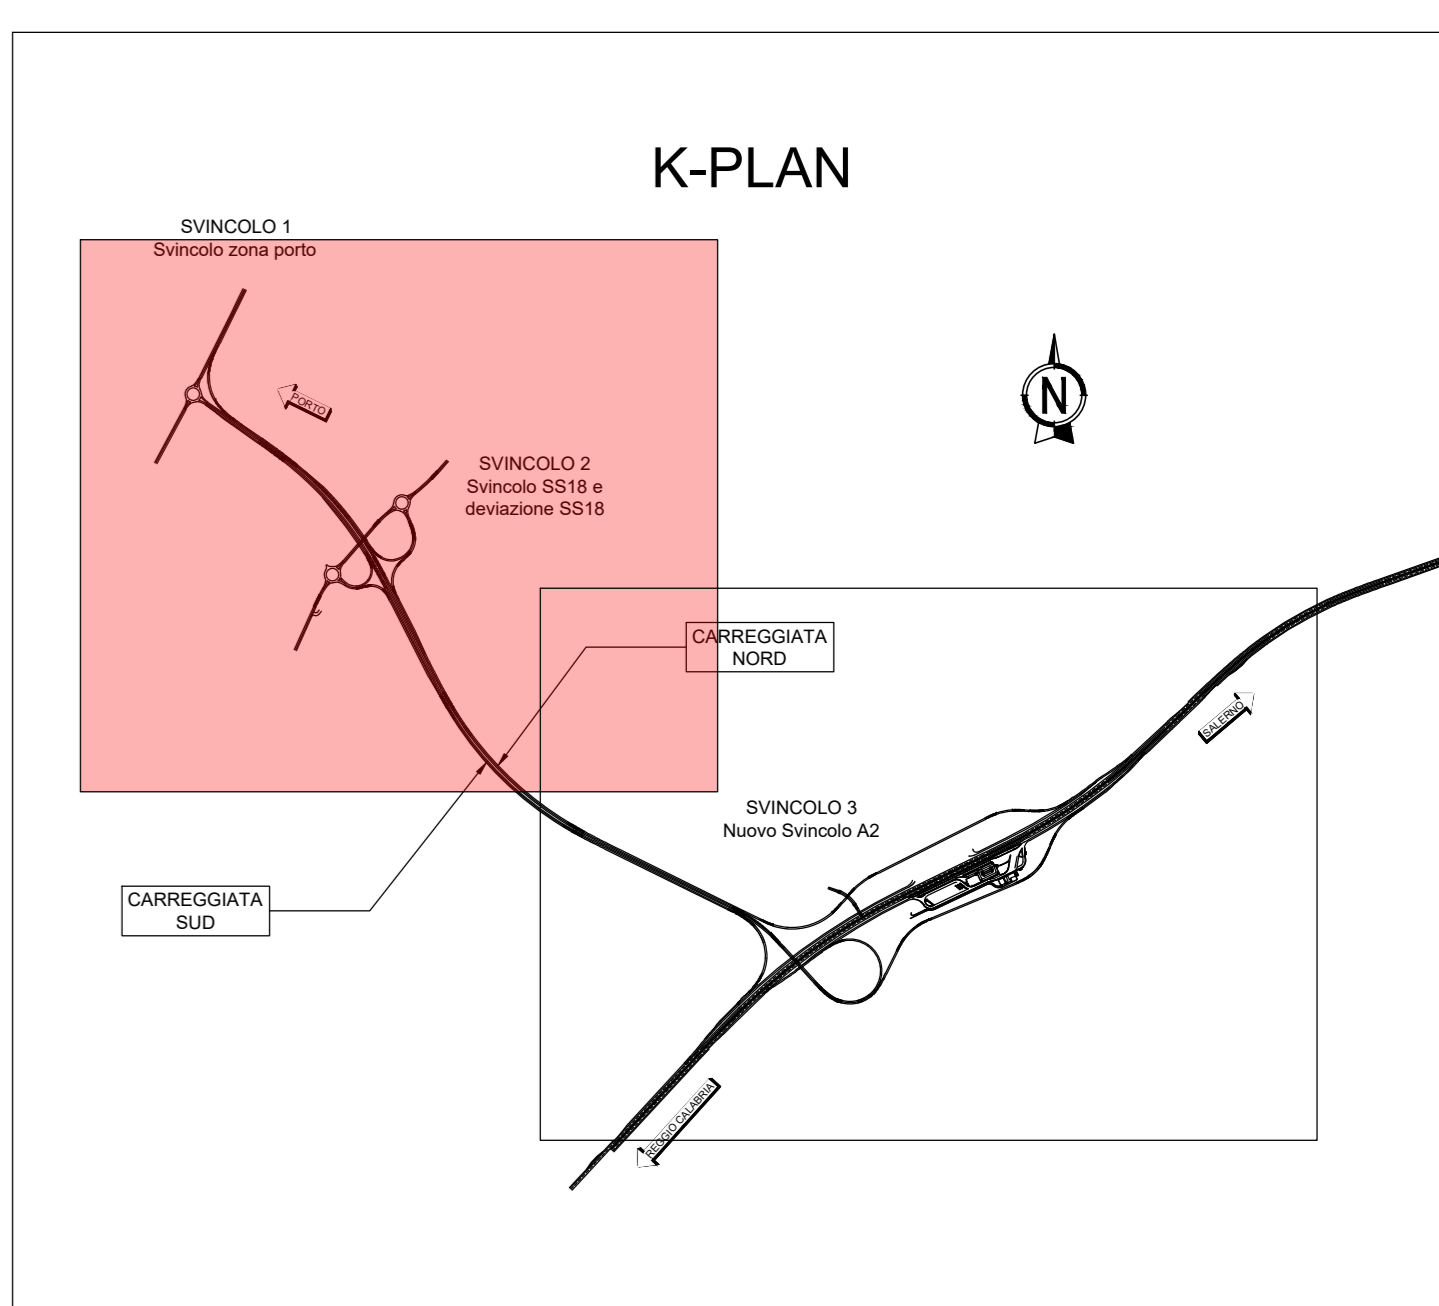 K-PLAN
SVINCOLO 1
Svincolo zona porto
PORTO
N
SVINCOLO 2
Svincolo SS18 e
deviazione SS18
CARREGGIATA
NORD
SALERNO
SVINCOLO 3
Nuovo Svincolo A2
CARREGGIATA
SUD
REGGIO CALABRIA